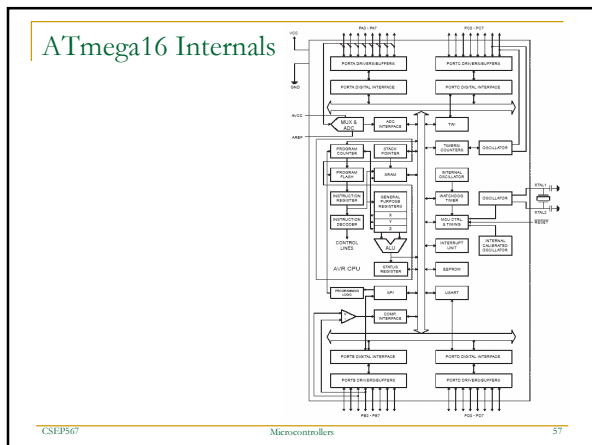 ATmega16 Internals
PA0 - PA7
PC0 - PC7
VCC
GND
PORTA DRIVERS/BUFFERS
PORTC DRIVERS/BUFFERS
PORTA DIGITAL INTERFACE
PORTC DIGITAL INTERFACE
AVCC
AREF
MUX &
ADC
ADC
INTERFACE
TWI
PROGRAM
COUNTER
STACK
POINTER
TIMERS/
COUNTERS
OSCILLATOR
PROGRAM
FLASH
SRAM
INTERNAL
OSCILLATOR
INSTRUCTION
REGISTER
GENERAL
PURPOSE
REGISTERS
X
Y
Z
WATCHDOG
TIMER
OSCILLATOR
XTAL1
XTAL2
RESET
INSTRUCTION
DECODER
MCU CTRL
& TIMING
CONTROL
LINES
ALU
INTERRUPT
UNIT
INTERNAL
CALIBRATED
OSCILLATOR
AVR CPU
STATUS
REGISTER
EEPROM
PROGRAMMING
LOGIC
SPI
USART
+
-
COMP.
INTERFACE
PORTB DIGITAL INTERFACE
PORTD DIGITAL INTERFACE
PORTB DRIVERS/BUFFERS
PORTD DRIVERS/BUFFERS
PB0 - PB7
PD0 - PD7
CSEP567
Microcontrollers
57